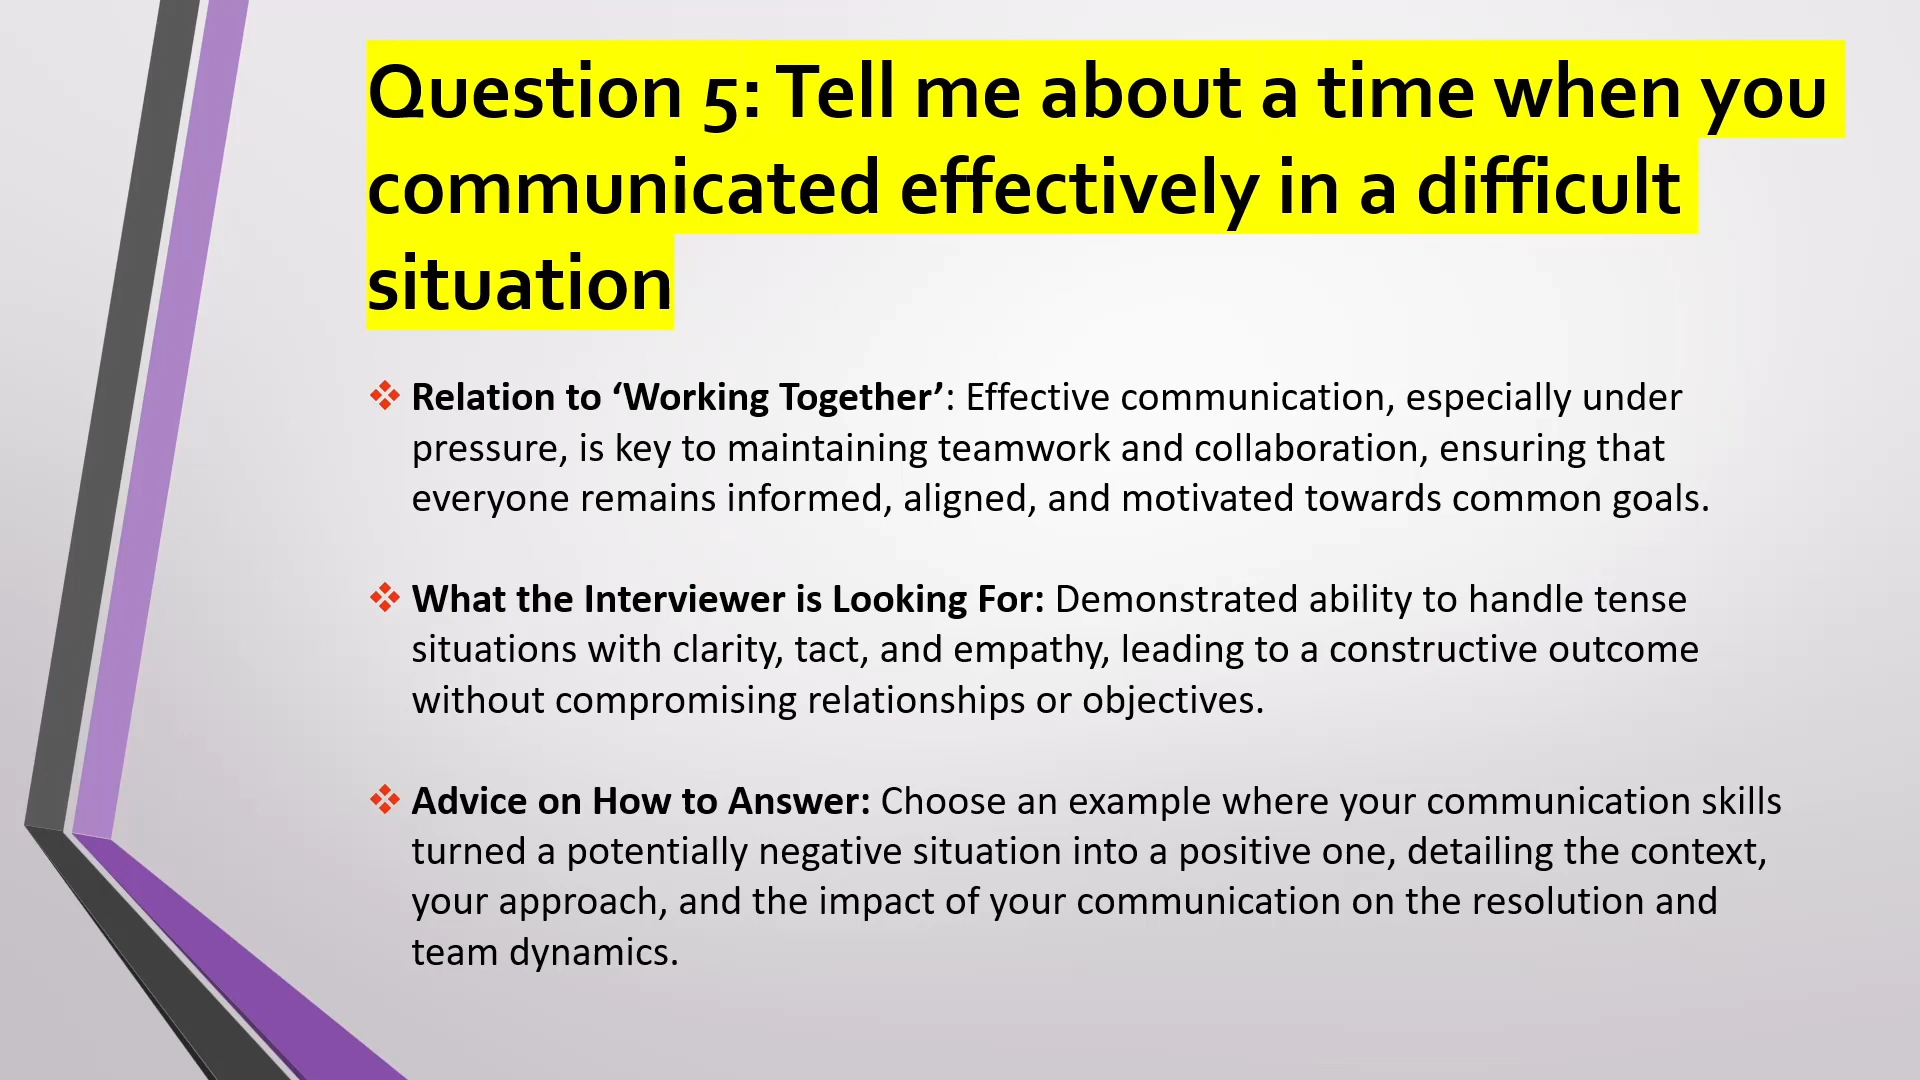 Question 5: Tell me about a time when you
communicated effectively in a difficult
situation
❖ Relation to ‘Working Together’: Effective communication, especially under
pressure, is key to maintaining teamwork and collaboration, ensuring that
everyone remains informed, aligned, and motivated towards common goals.
❖ What the Interviewer is Looking For: Demonstrated ability to handle tense
situations with clarity, tact, and empathy, leading to a constructive outcome
without compromising relationships or objectives.
❖ Advice on How to Answer: Choose an example where your communication skills
turned a potentially negative situation into a positive one, detailing the context,
your approach, and the impact of your communication on the resolution and
team dynamics.